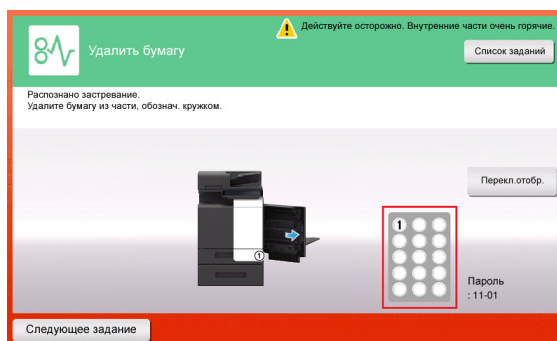 Действуйте осторожно. Внутренние части очень горячие.
Удалить бумагу
Список заданий
Распознано застревание.
Удалите бумагу из части, обознач. кружком.
Перекл.отобр.
1
1
Пароль
: 11-01
Следующее задание